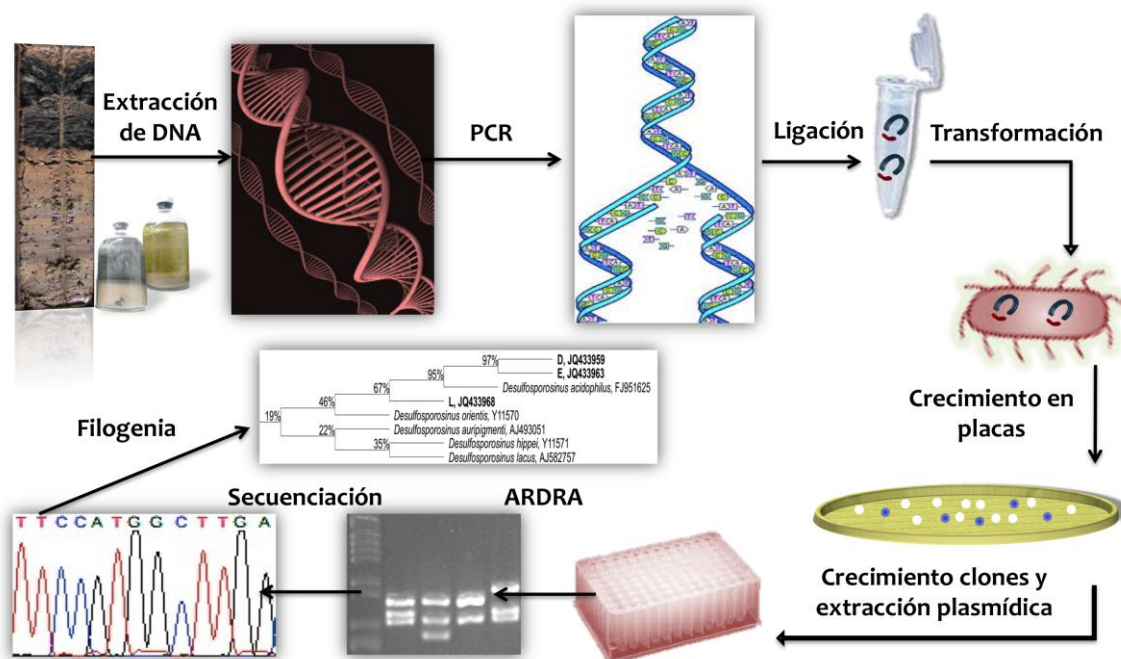 Extracción
de DNA
PCR
Ligación
Transformación
Crecimiento en
placas
Crecimiento clones y
extracción plasmídica
ARDRA
Secuenciación
TTCCATGGCTTGA
Filogenia
97%
D, JQ433959
E, JQ433963
95%
Desulfosporosinus acidophilus, FJ951625
67%
L, JQ433968
46%
Desulfosporosinus orientis, Y11570
19%
22%
Desulfosporosinus auripigmenti, AJ493051
35%
Desulfosporosinus hippei, Y11571
Desulfosporosinus lacus, AJ582757